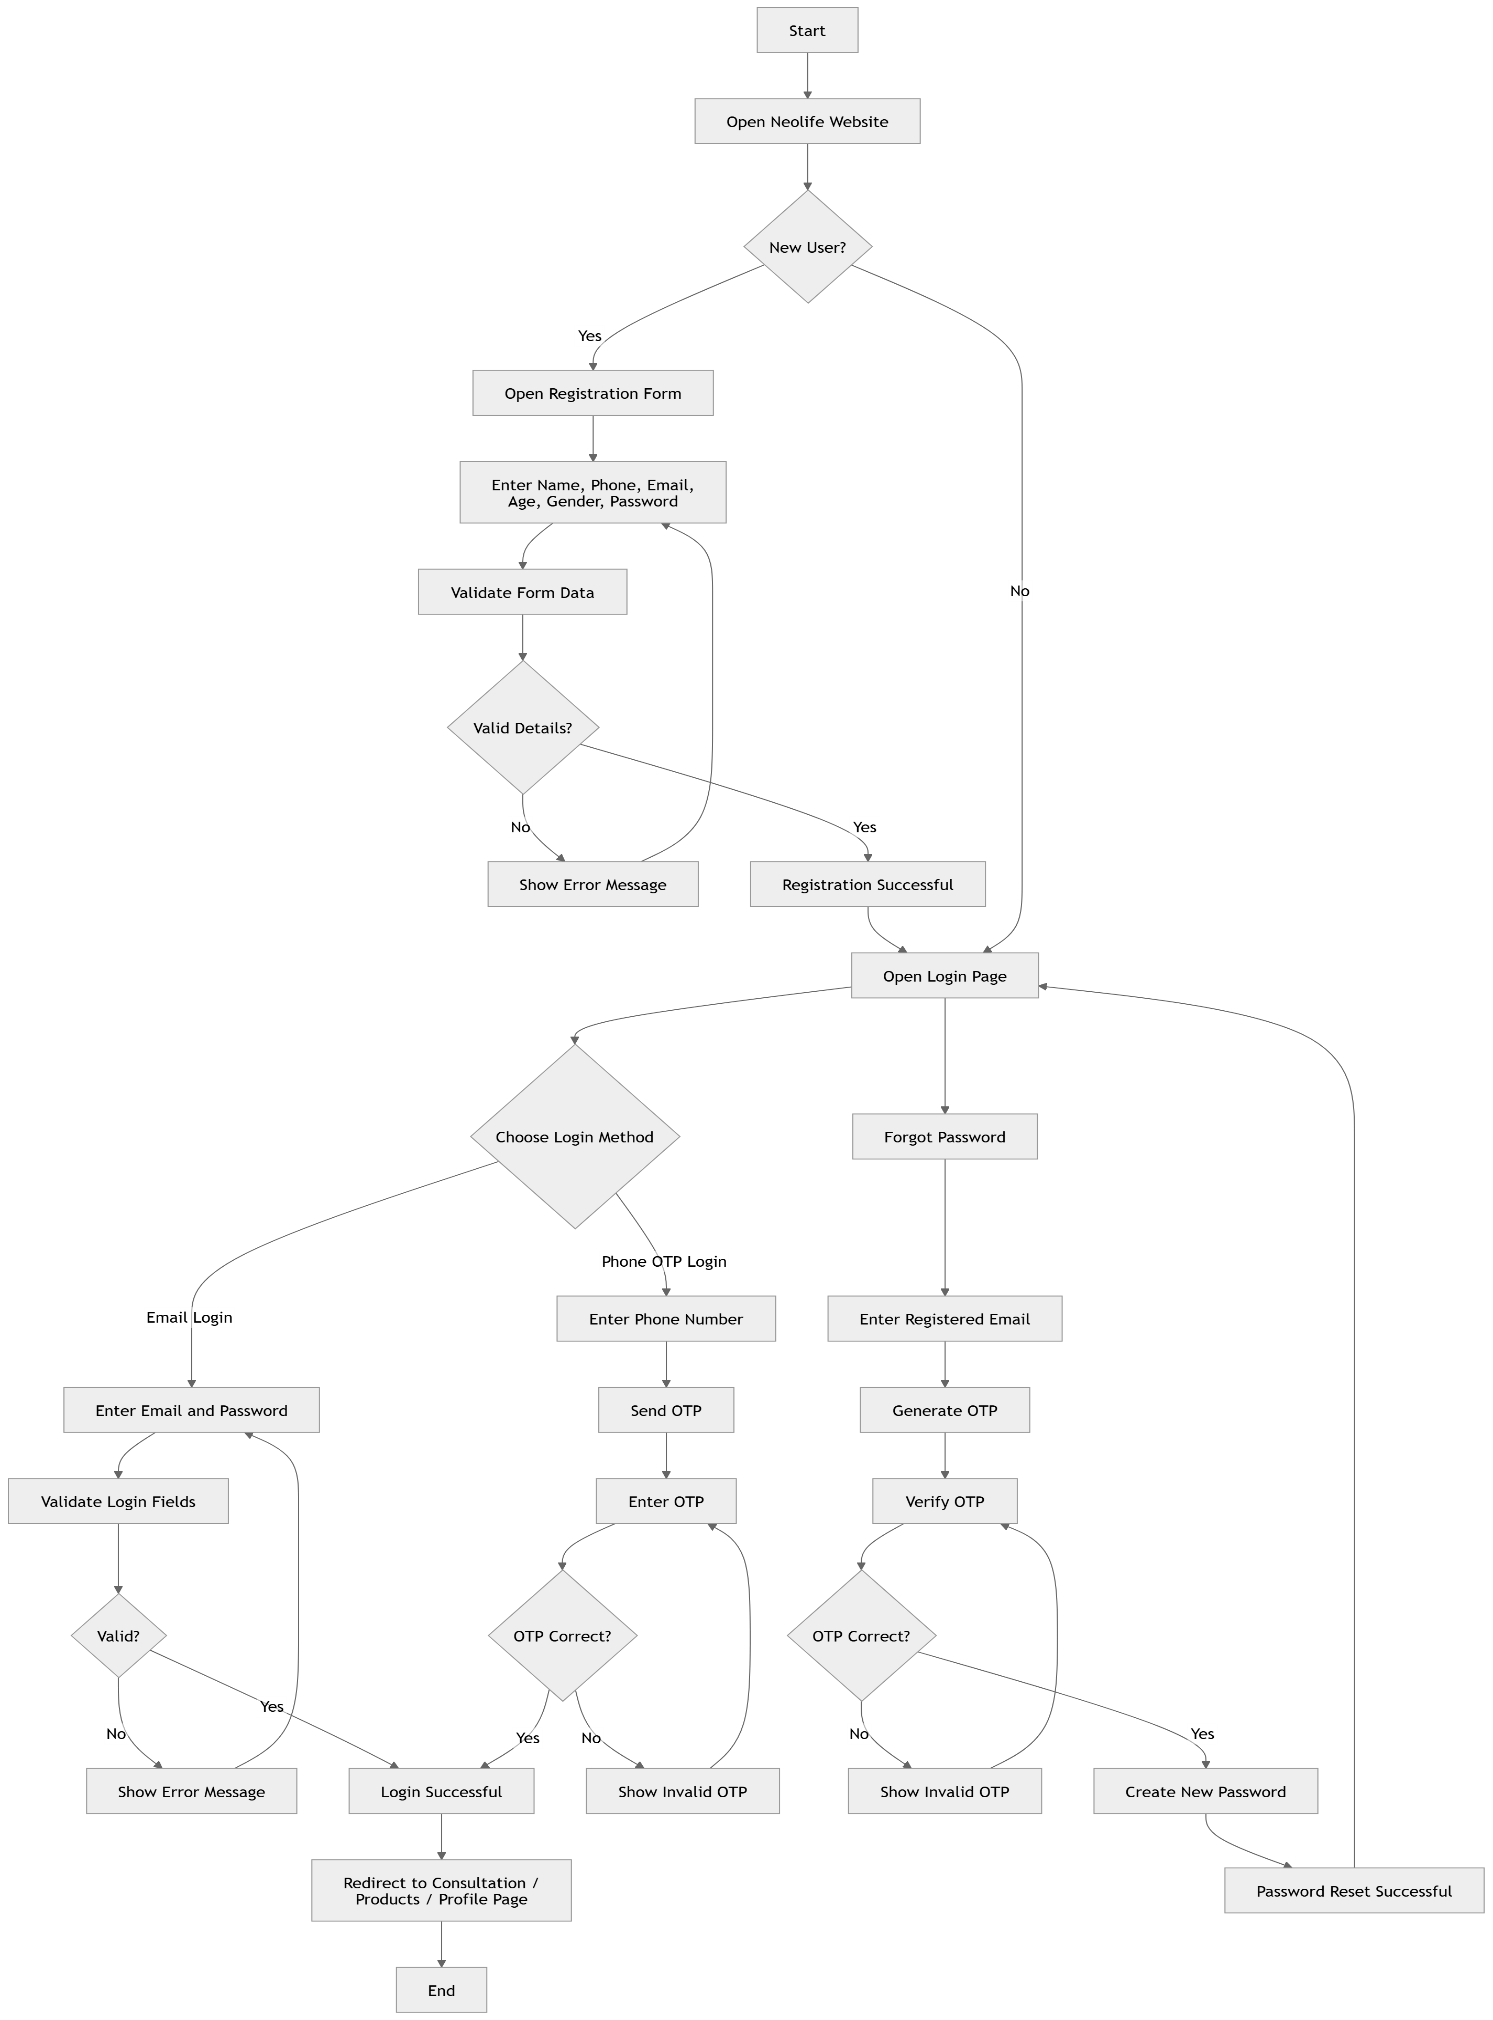 Start
Open Neolife Website
New User?
Yes
Open Registration Form
Enter Name, Phone, Email,
Age, Gender, Password
Validate Form Data
No
Valid Details?
No
Yes
Show Error Message
Registration Successful
Open Login Page
Choose Login Method
Forgot Password
Phone OTP Login
Email Login
Enter Phone Number
Enter Registered Email
Enter Email and Password
Send OTP
Generate OTP
Validate Login Fields
Enter OTP
Verify OTP
Valid?
OTP Correct?
OTP Correct?
Yes
No
Yes
No
No
Yes
Show Error Message
Login Successful
Show Invalid OTP
Show Invalid OTP
Create New Password
Redirect to Consultation /
Products / Profile Page
Password Reset Successful
End